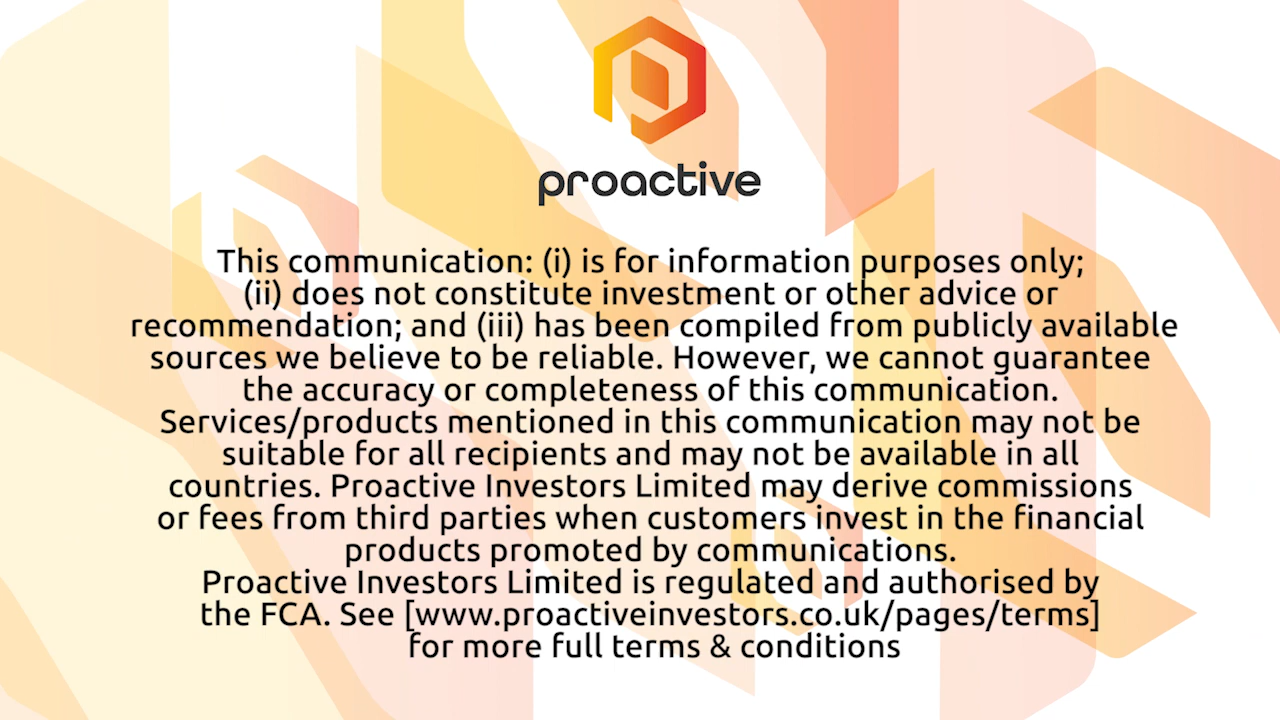 proactive
This communication: (i) is for information purposes only;
(ii) does not constitute investment or other advice or
recommendation; and (iii) has been compiled from publicly available
sources we believe to be reliable. However, we cannot guarantee
the accuracy or completeness of this communication.
Services/products mentioned in this communication may not be
suitable for all recipients and may not be available in all
countries. Proactive Investors Limited may derive commissions
or fees from third parties when customers invest in the financial
products promoted by communications.
Proactive Investors Limited is regulated and authorised by
the FCA. See [www.proactiveinvestors.co.uk/pages/terms]
for more full terms & conditions